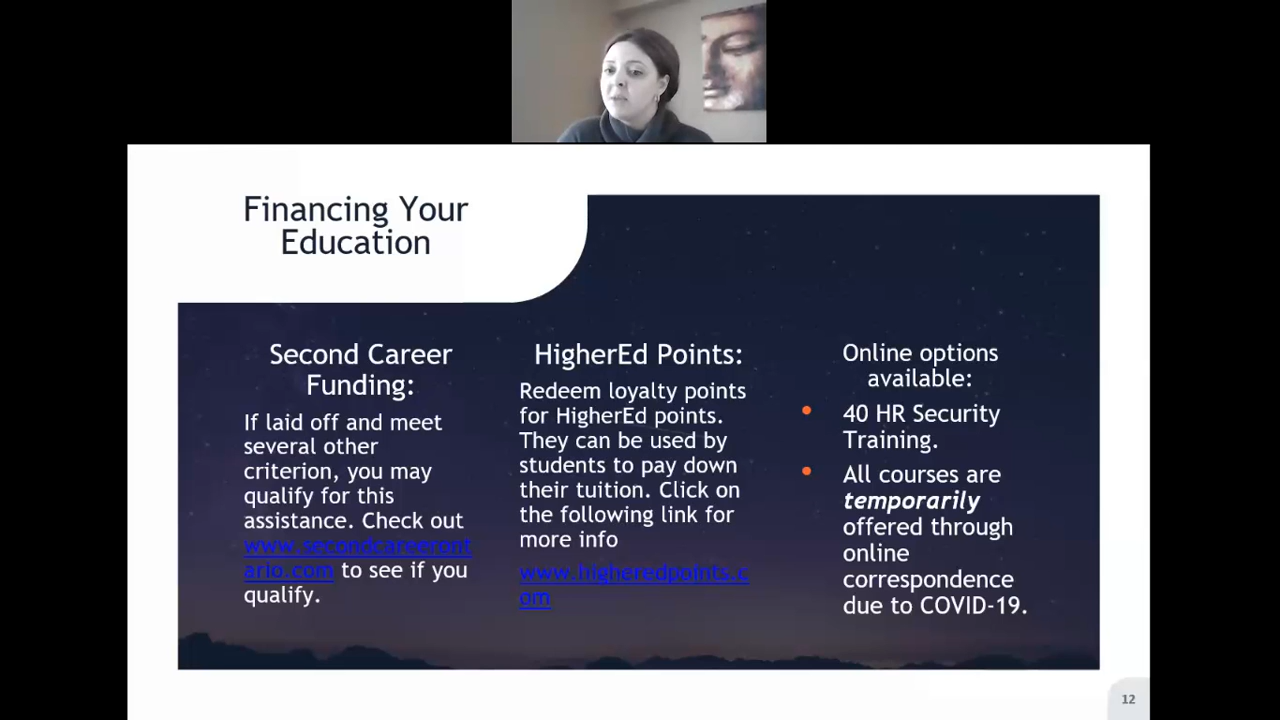 Financing Your
Education
Second Career
Funding:
If laid off and meet
several other
criterion, you may
qualify for this
assistance. Check out
www.secondcareeront
ario.com to see if you
qualify.
HigherEd Points:
Redeem loyalty points
for HigherEd points.
They can be used by
students to pay down
their tuition. Click on
the following link for
more info
www.higheredpoints.c
om
Online options
available:
40 HR Security
Training.
All courses are
temporarily
offered through
online
correspondence
due to COVID-19.
12